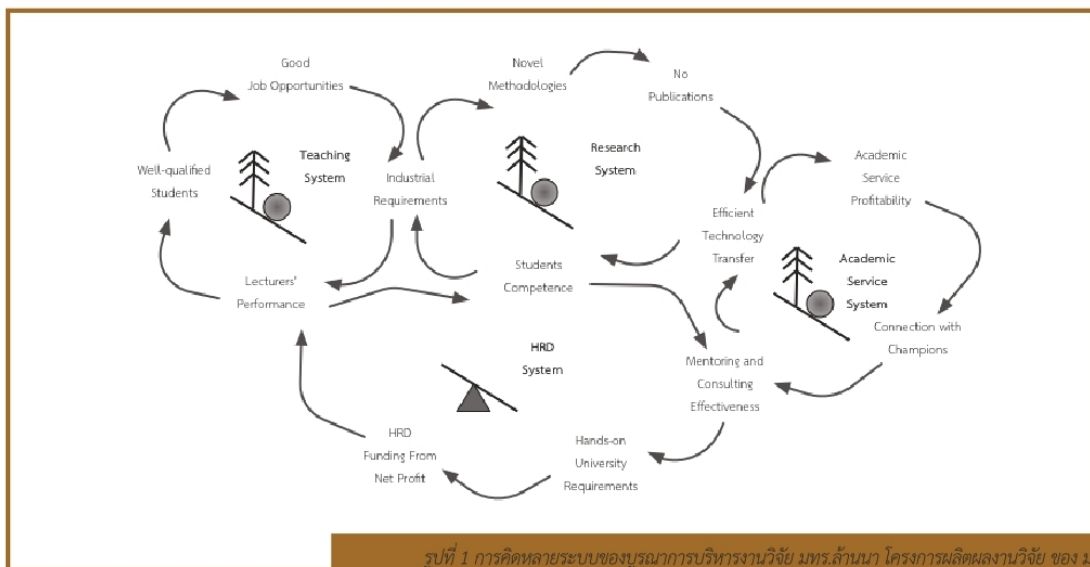 Good
Job Opportunities
Novel
Methodologies
No
Publications
Well-qualified
Students
Teaching
System
Industrial
Requirements
Research
System
Academic
Service
Profitability
Efficient
Technology
Transfer
Lecturers'
Performance
Students
Competence
Academic
Service
System
Connection with
Champions
HRD
System
Mentoring and
Consulting
Effectiveness
HRD
Funding From
Net Profit
Hands-on
University
Requirements
รูปที่ 1 การคิดหลายระบบของบูรณาการบริหารงานวิจัย มทร.ล้านนา โครงการผลิตผลงานวิจัย ของ ม